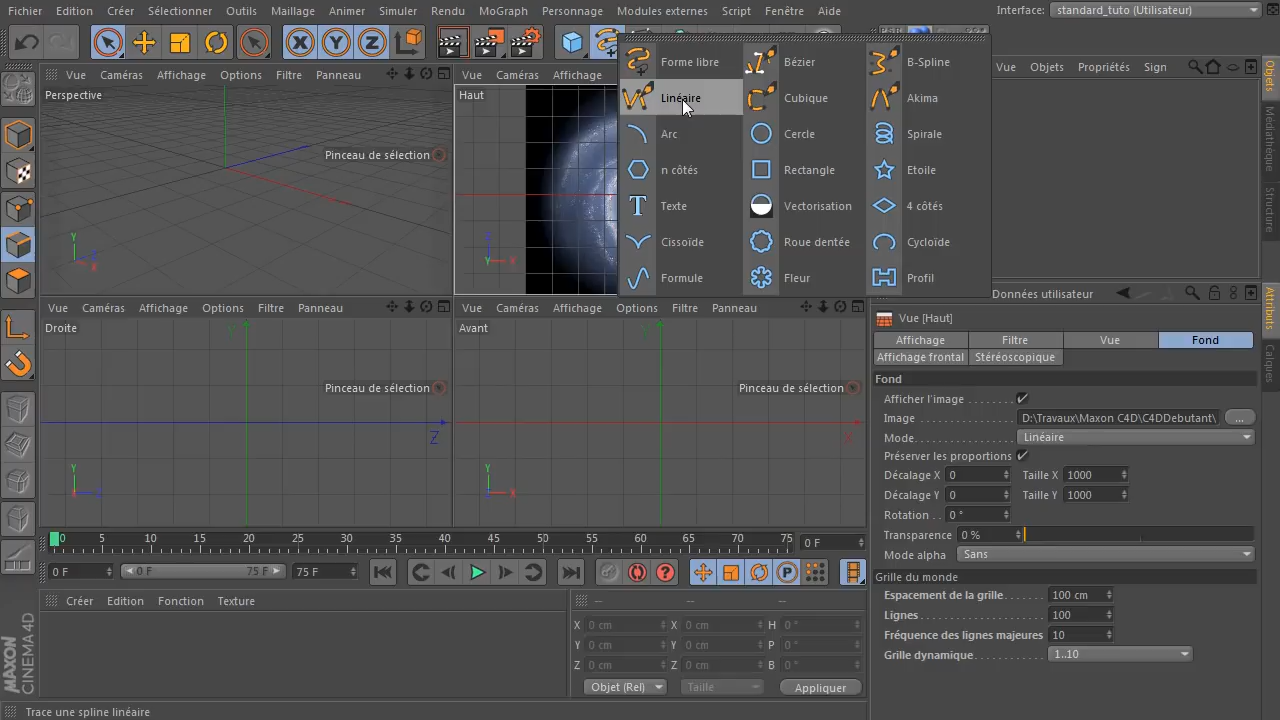 Fichier Edition Créer Sélectionner Outils Maillage Animer Simuler Rendu MoGraph Personnage Modules externes Script Fenêtre Aide Interface: standard_tuto (Utilisateur)
X Y Z
Vue Caméras Affichage Options Filtre Panneau
Perspective
Pinceau de sélection
Y
X
Vue Caméras Affichage
Haut
X
Forme libre Bézier B-Spline
Linéaire Cubique Akima
Arc Cercle Spirale
n côtés Rectangle Etoile
Texte Vectorisation 4 côtés
Cissoïde Roue dentée Cycloïde
Formule Fleur Profil
Vue Objets Propriétés Sign
Objets
Médiathèque
Vue Caméras Affichage Options Filtre Panneau
Droite
Pinceau de sélection
Y
Z
Y
Vue Caméras Affichage Options Filtre Panneau
Avant
Pinceau de sélection
Y
X
Y
X
Données utilisateur
Attributs
Calques
Vue [Haut]
Affichage Filtre Vue Fond
Affichage frontal Stéréoscopique
Fond
Afficher l'image
Image D:\Travaux\Maxon C4D\C4DDebutant\ ...
Mode Linéaire
Préserver les proportions
Décalage X 0 Taille X 1000
Décalage Y 0 Taille Y 1000
Rotation 0 °
Transparence 0 %
Mode alpha Sans
Grille du monde
Espacement de la grille 100 cm
Lignes 100
Fréquence des lignes majeures 10
Grille dynamique 1..10
0 5 10 15 20 25 30 35 40 45 50 55 60 65 70 75 0 F
0 F 0 F 75 F 75 F
P
Créer Edition Fonction Texture
-- -- --
X 0 cm X 0 cm H 0 °
Y 0 cm Y 0 cm P 0 °
Z 0 cm Z 0 cm B 0 °
Objet (Rel) Taille Appliquer
MAXON
CINEMA 4D
Trace une spline linéaire